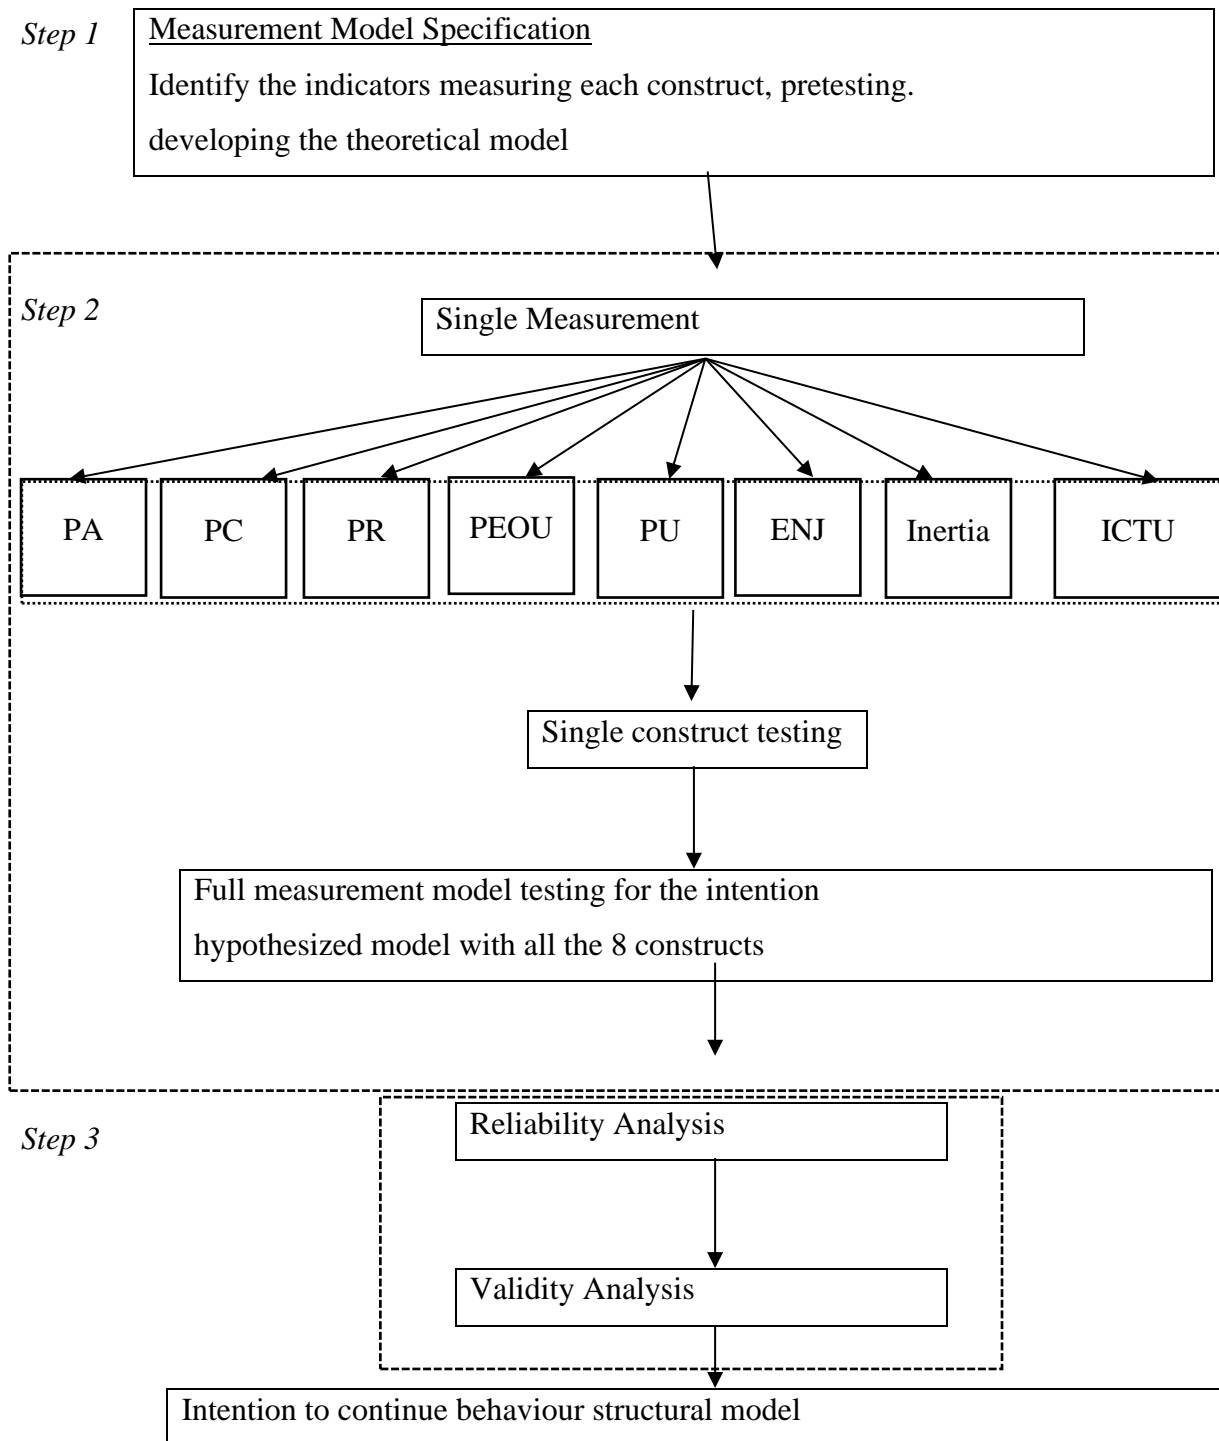 Step 1
Measurement Model Specification
Identify the indicators measuring each construct, pretesting.
developing the theoretical model
Step 2
Single Measurement
PA PC PR PEOU PU ENJ Inertia ICTU
Single construct testing
Full measurement model testing for the intention
hypothesized model with all the 8 constructs
Step 3
Reliability Analysis
Validity Analysis
Intention to continue behaviour structural model